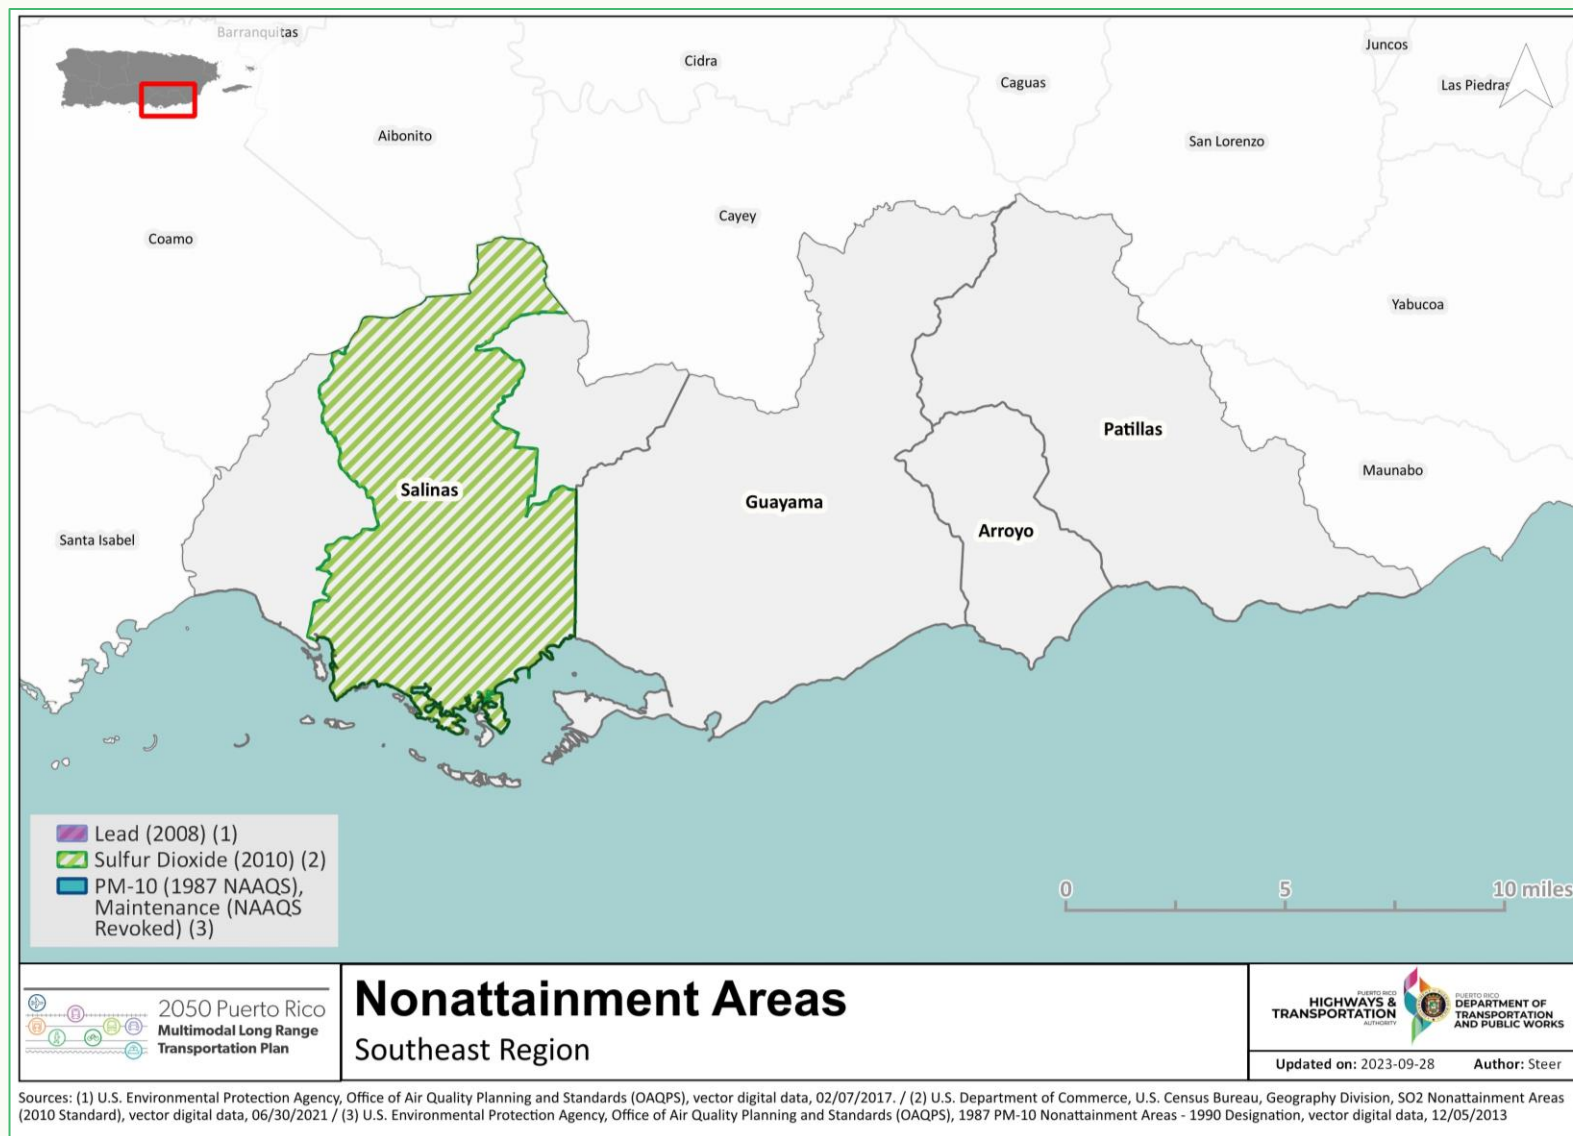 Barranquitas
Cidra
Juncos
Caguas
Las Piedras
Aibonito
San Lorenzo
Cayey
Coamo
Yabucoa
Patillas
Maunabo
Salinas
Guayama
Arroyo
Santa Isabel
Lead (2008) (1)
Sulfur Dioxide (2010) (2)
PM-10 (1987 NAAQS),
Maintenance (NAAQS
Revoked) (3)
0 5 10 miles
2050 Puerto Rico
Multimodal Long Range
Transportation Plan
Nonattainment Areas
Southeast Region
PUERTO RICO
HIGHWAYS &
TRANSPORTATION
AUTHORITY
PUERTO RICO
DEPARTMENT OF
TRANSPORTATION
AND PUBLIC WORKS
Updated on: 2023-09-28 Author: Steer
Sources: (1) U.S. Environmental Protection Agency, Office of Air Quality Planning and Standards (OAQPS), vector digital data, 02/07/2017. / (2) U.S. Department of Commerce, U.S. Census Bureau, Geography Division, SO2 Nonattainment Areas
(2010 Standard), vector digital data, 06/30/2021 / (3) U.S. Environmental Protection Agency, Office of Air Quality Planning and Standards (OAQPS), 1987 PM-10 Nonattainment Areas - 1990 Designation, vector digital data, 12/05/2013